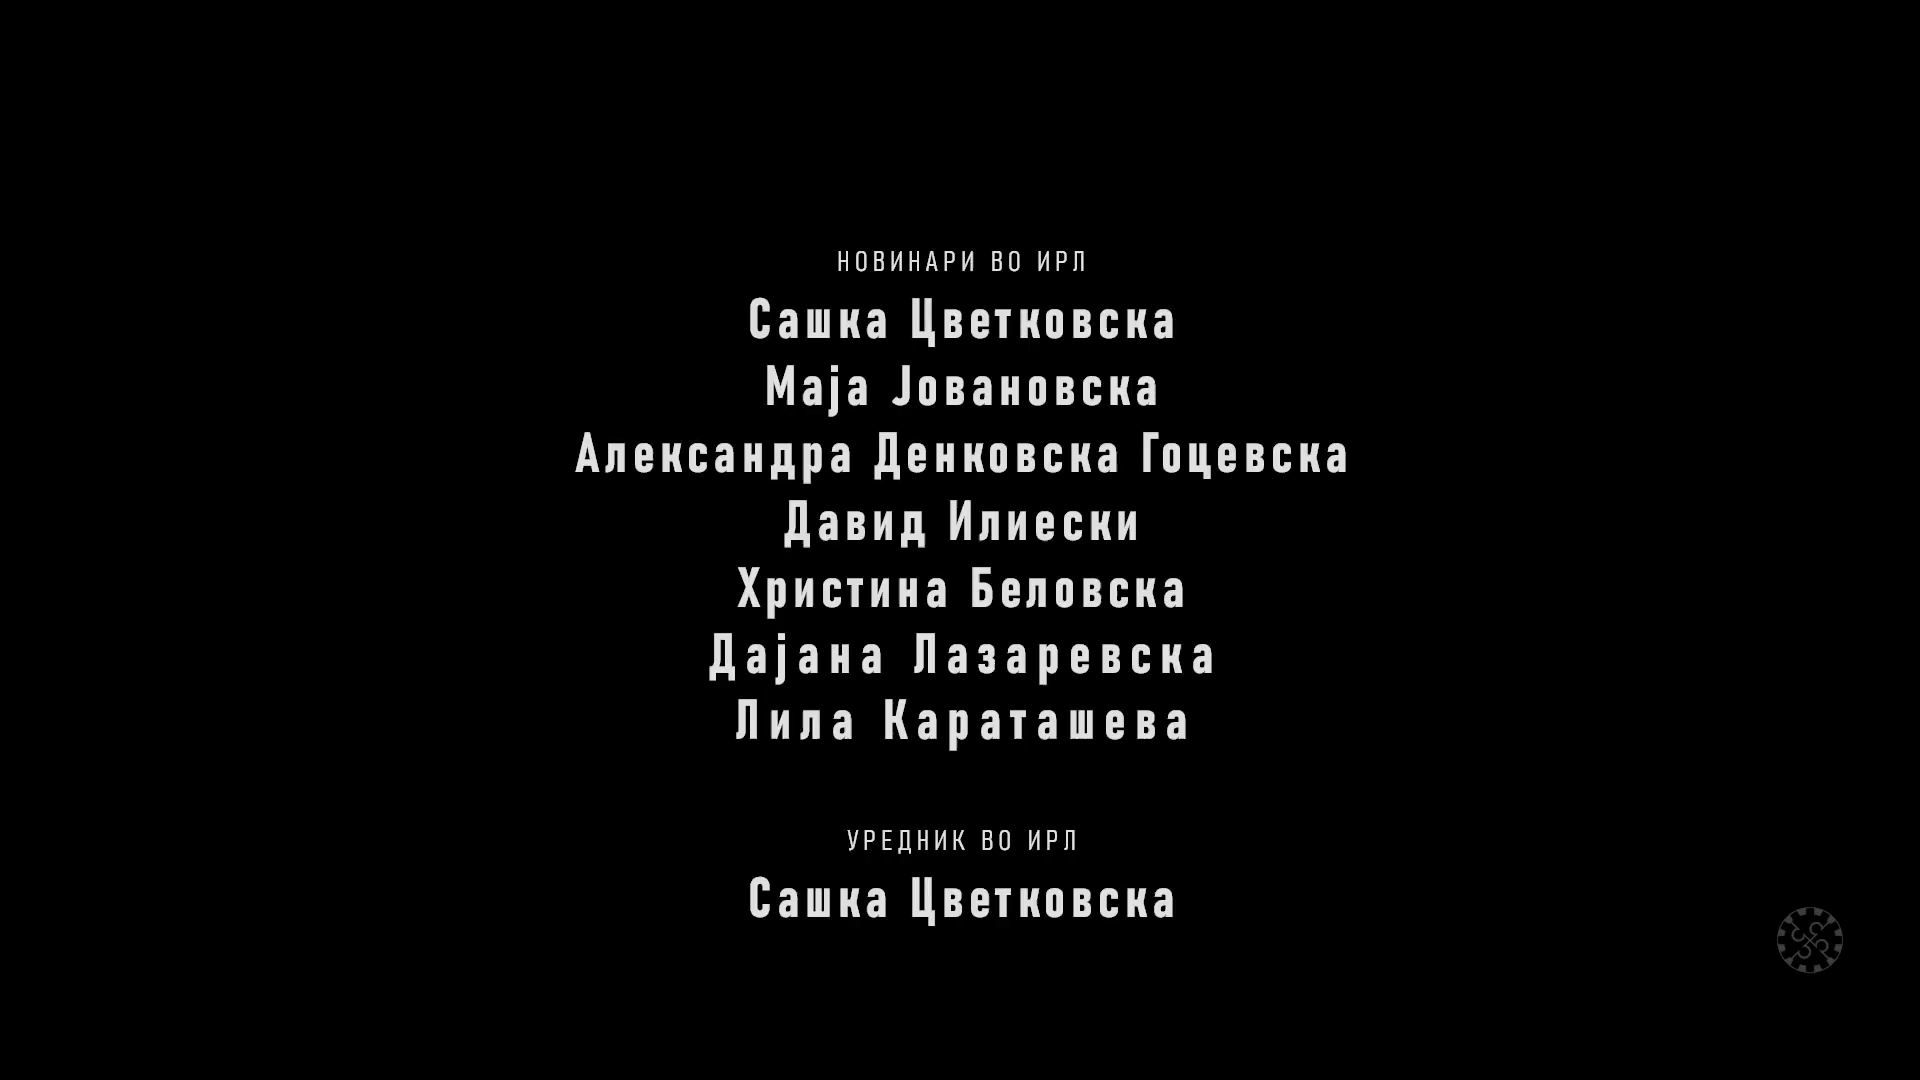 НОВИНАРИ ВО ИРЛ
Сашка Цветковска
Маја Јовановска
Александра Денковска Гоцевска
Давид Илиески
Христина Беловска
Дајана Лазаревска
Лила Караташева
УРЕДНИК ВО ИРЛ
Сашка Цветковска